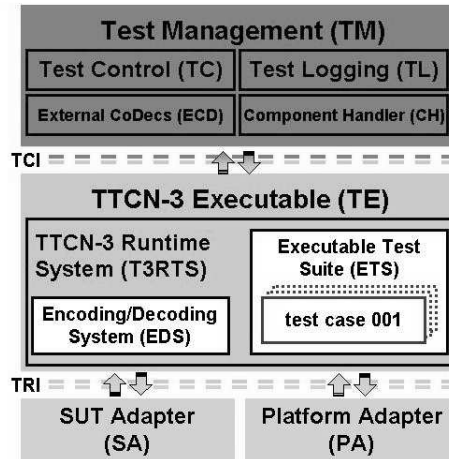 Test Management (TM)
Test Control (TC)
Test Logging (TL)
External CoDecs (ECD)
Component Handler (CH)
TCI
TTCN-3 Executable (TE)
TTCN-3 Runtime
System (T3RTS)
Executable Test
Suite (ETS)
Encoding/Decoding
System (EDS)
test case 001
TRI
SUT Adapter
(SA)
Platform Adapter
(PA)